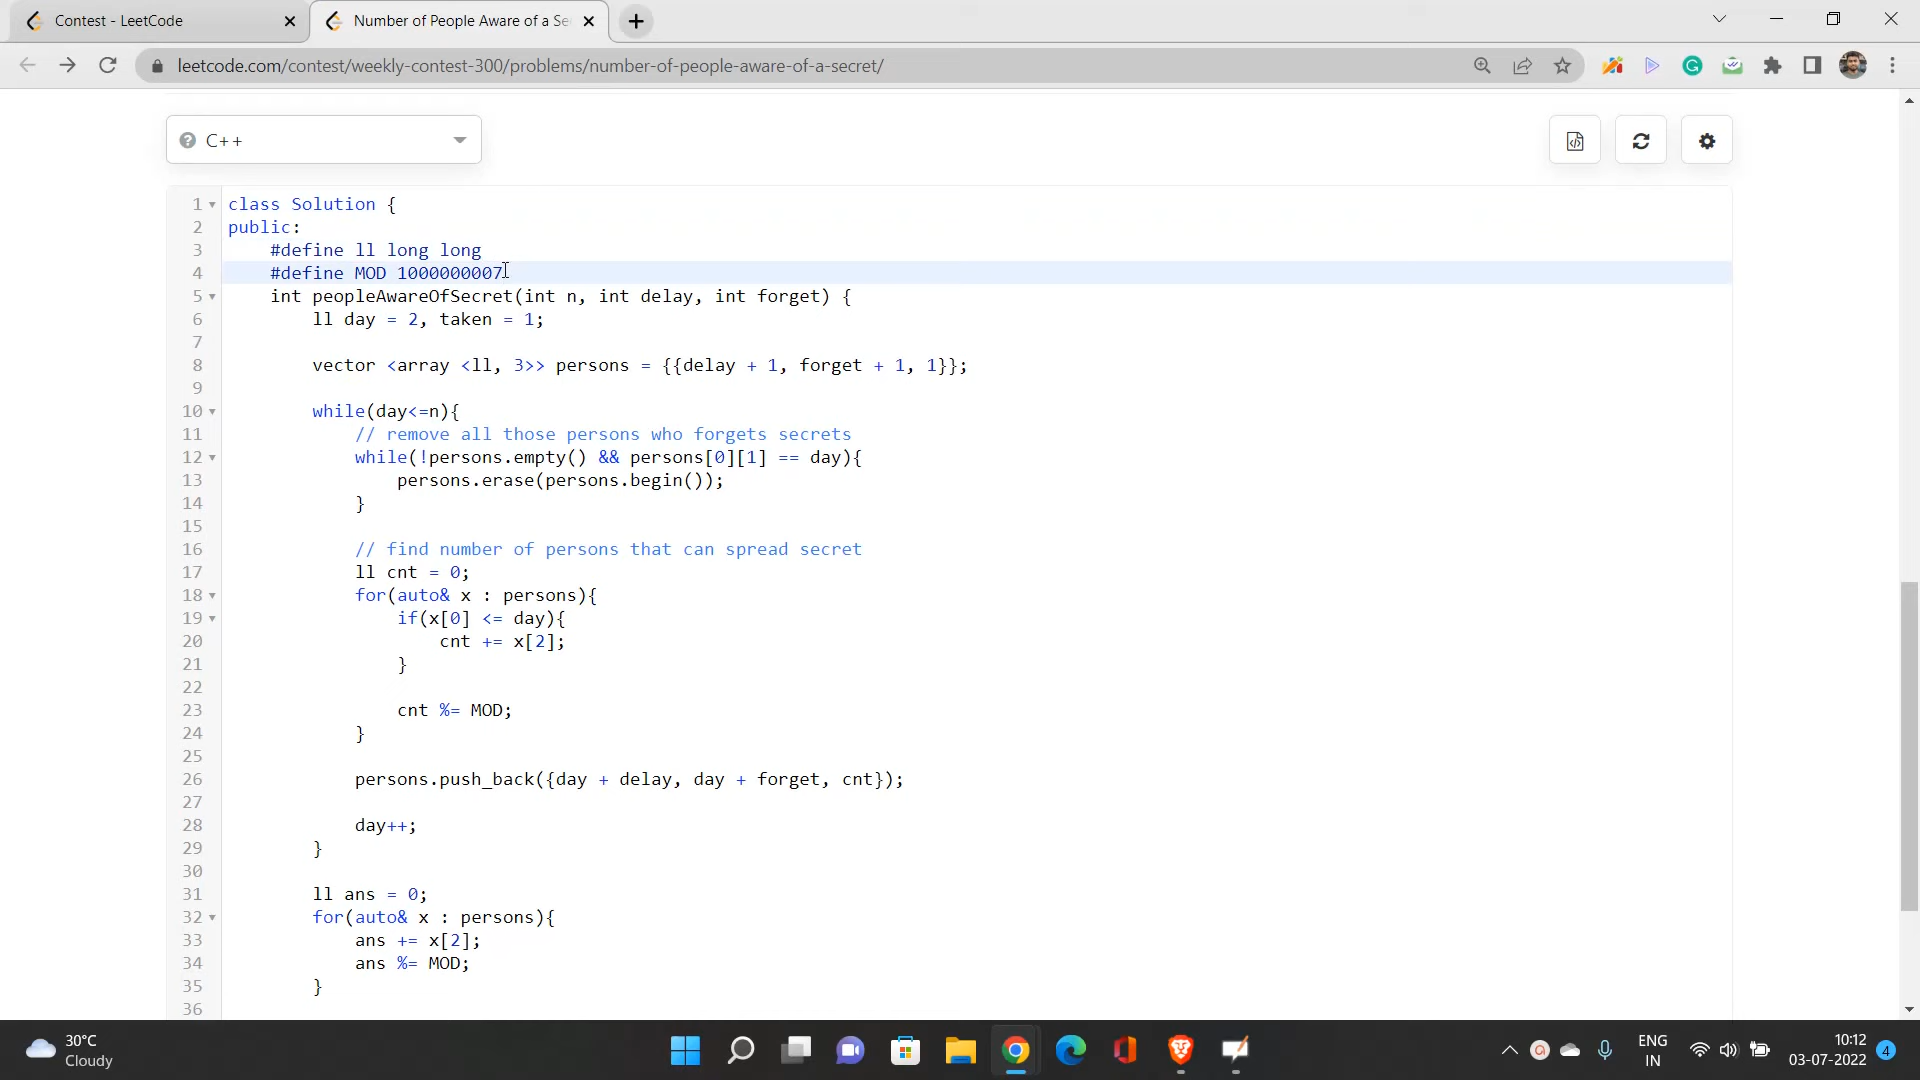 Contest - LeetCode
Number of People Aware of a Se
leetcode.com/contest/weekly-contest-300/problems/number-of-people-aware-of-a-secret/
C++
1 class Solution {
2 public:
3 #define ll long long
4 #define MOD 1000000007
5 int peopleAwareOfSecret(int n, int delay, int forget) {
6 ll day = 2, taken = 1;
7
8 vector <array <ll, 3>> persons = {{delay + 1, forget + 1, 1}};
9
10 while(day<=n){
11 // remove all those persons who forgets secrets
12 while(!persons.empty() && persons[0][1] == day){
13 persons.erase(persons.begin());
14 }
15
16 // find number of persons that can spread secret
17 ll cnt = 0;
18 for(auto& x : persons){
19 if(x[0] <= day){
20 cnt += x[2];
21 }
22
23 cnt %= MOD;
24 }
25
26 persons.push_back({day + delay, day + forget, cnt});
27
28 day++;
29 }
30
31 ll ans = 0;
32 for(auto& x : persons){
33 ans += x[2];
34 ans %= MOD;
35 }
36
30°C
Cloudy
ENG
IN
10:12
03-07-2022
4